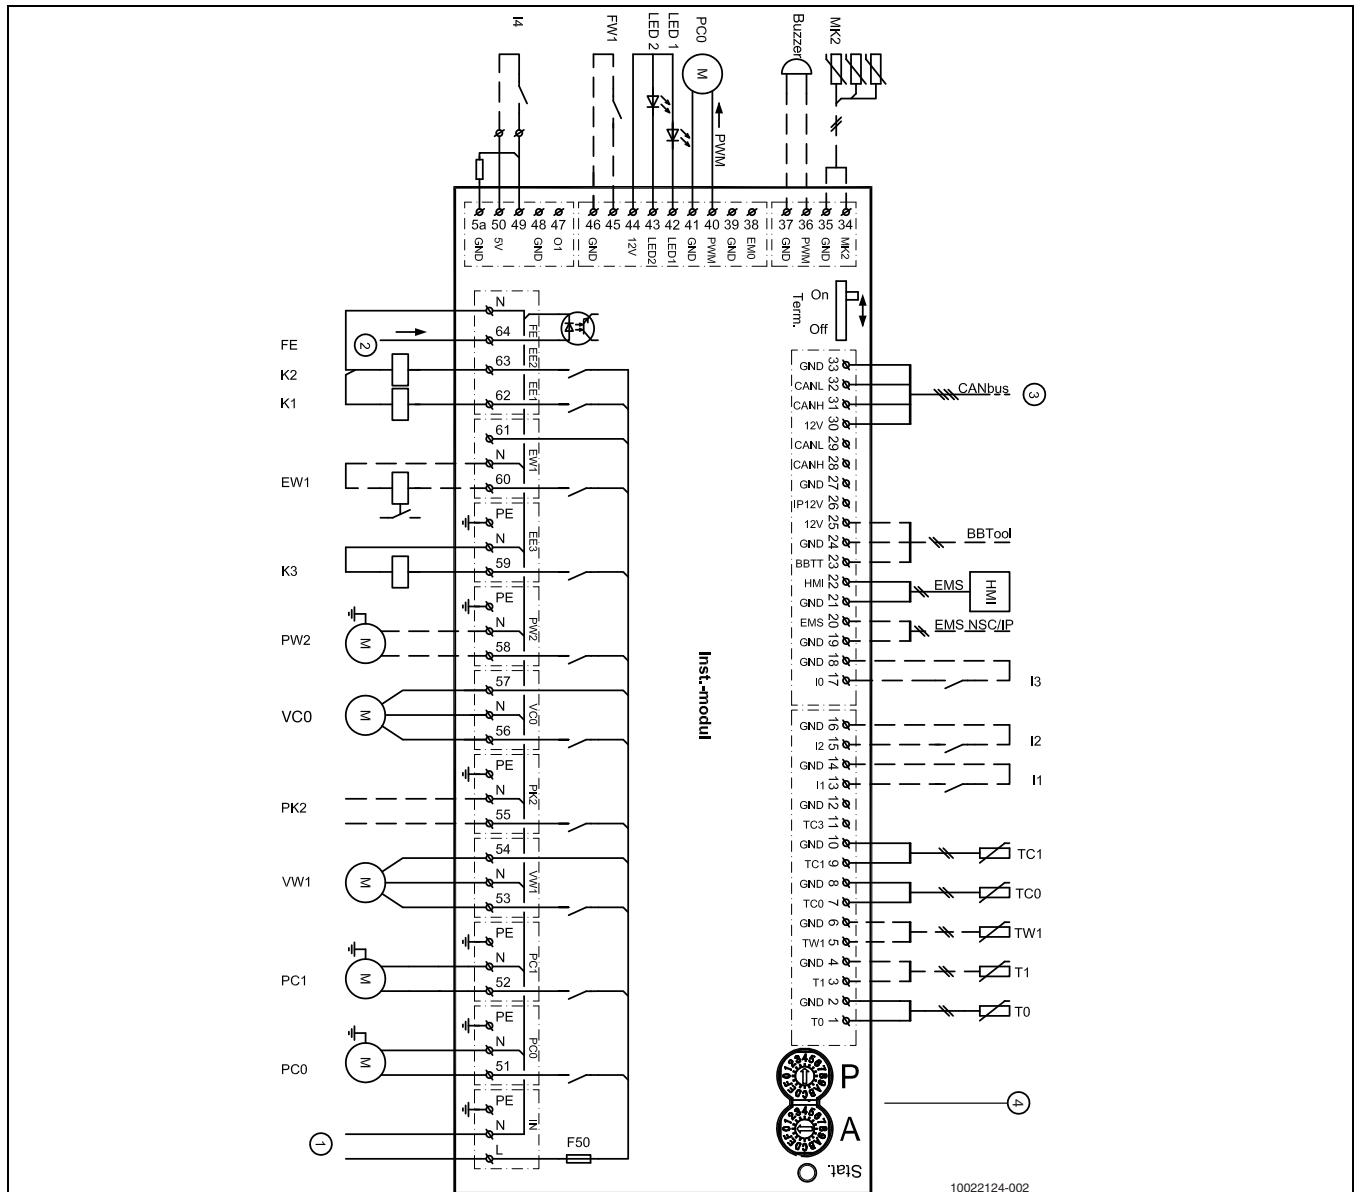 I4
FW1
LED 2
LED 1
PC0
Buzzer
MK2
M
PWM
5a 50 49 48 47
GND 5V GND O1
46 45 44 43 42 41 40 39 38
GND 12V LED2 LED1 GND PWM GND EM0
37 36 35 34
GND PWM GND MK2
On
Off
Term.
N
FE
64
EE2
63
EE1
62
61
N
EW1
60
PE
N
EE3
59
PE
N
PW2
58
57
N
VC0
56
PE
N
PK2
55
54
N
VW1
53
PE
N
PC1
52
PE
N
PC0
51
PE
N
IN
L
F50
FE
2
K2
K1
EW1
K3
PW2
M
VC0
M
PK2
VW1
M
PC1
M
PC0
M
1
Inst.-modul
GND 33
CANL 32
CANH 31
12V 30
CANL 29
CANH 28
GND 27
IP12V 26
12V 25
GND 24
BBTT 23
HMI 22
GND 21
EMS 20
GND 19
GND 18
I0 17
GND 16
I2 15
GND 14
I1 13
GND 12
TC3 11
GND 10
TC1 9
GND 8
TC0 7
GND 6
TW1 5
GND 4
T1 3
GND 2
T0 1
CANbus
3
BBTool
EMS
HMI
EMS NSC/IP
I3
I2
I1
TC1
TC0
TW1
T1
T0
P
A
4
Stat.
10022124-002